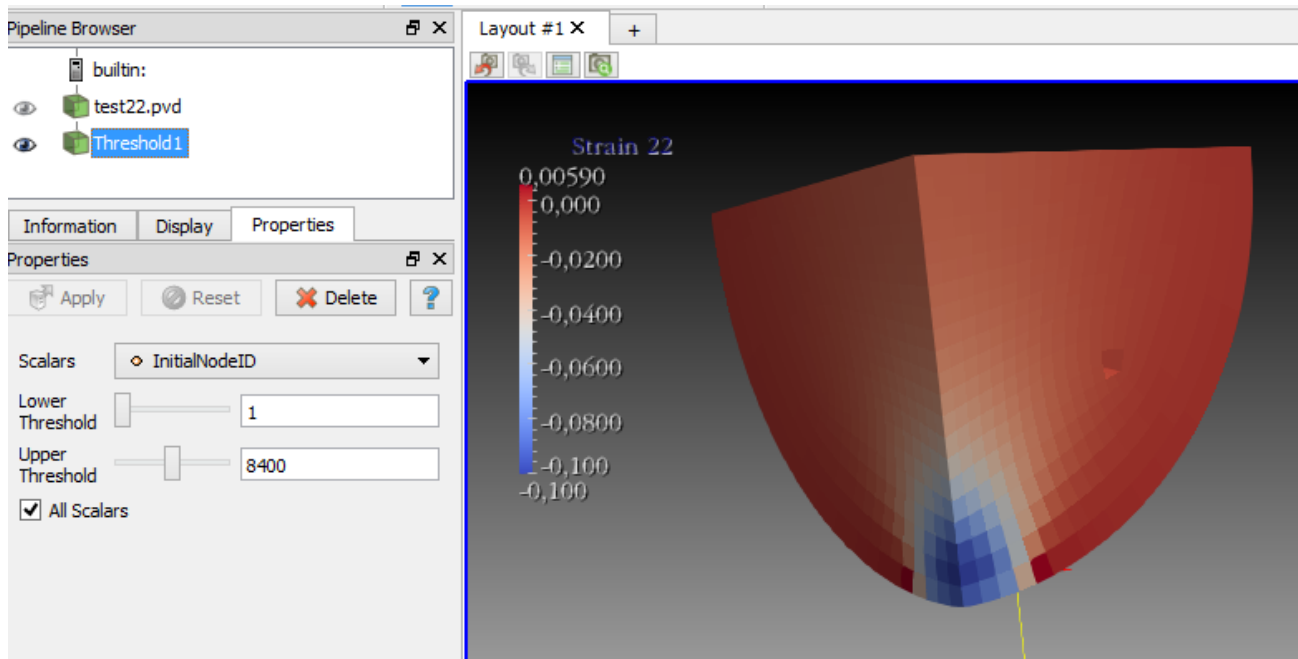 Pipeline Browser
builtin:
test22.pvd
Threshold1
Information Display Properties
Properties
Apply Reset Delete ?
Scalars InitialNodeID
Lower Threshold 1
Upper Threshold 8400
All Scalars
Layout #1 +
Strain 22
0,00590
0,000
-0,0200
-0,0400
-0,0600
-0,0800
-0,100
-0,100